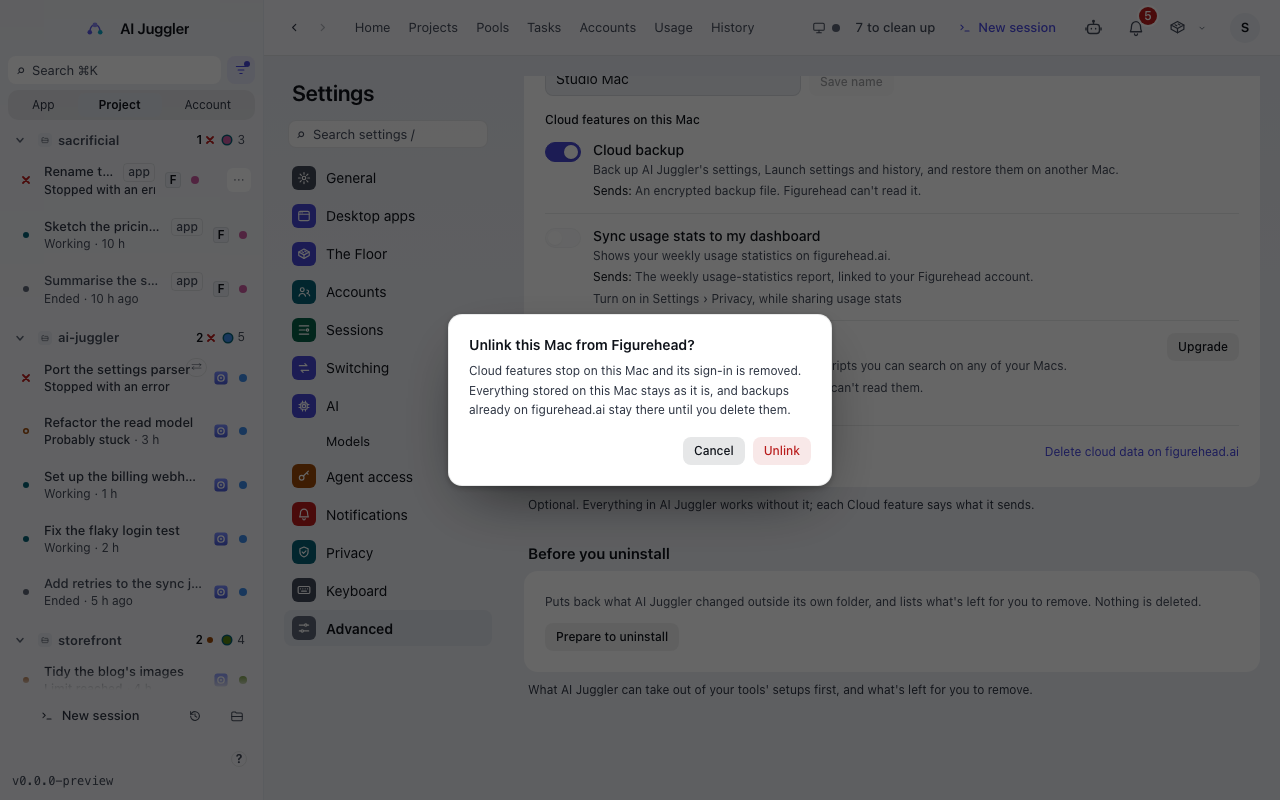 AI Juggler
Search ⌘K
App Project Account
sacrificial 1 3
Rename t... app F
Stopped with an err
Sketch the pricin... app F
Working · 10 h
Summarise the s... app F
Ended · 10 h ago
ai-juggler 2 5
Port the settings parser
Stopped with an error
Refactor the read model
Probably stuck · 3 h
Set up the billing webh...
Working · 1 h
Fix the flaky login test
Working · 2 h
Add retries to the sync j...
Ended · 5 h ago
storefront 2 4
Tidy the blog's images
New session
?
v0.0.0-preview
Home Projects Pools Tasks Accounts Usage History 7 to clean up New session 5 S
Settings
Search settings /
General
Desktop apps
The Floor
Accounts
Sessions
Switching
AI
Models
Agent access
Notifications
Privacy
Keyboard
Advanced
Studio Mac Save name
Cloud features on this Mac
Cloud backup
Back up AI Juggler's settings, Launch settings and history, and restore them on another Mac.
Sends: An encrypted backup file. Figurehead can't read it.
Sync usage stats to my dashboard
Shows your weekly usage statistics on figurehead.ai.
Sends: The weekly usage-statistics report, linked to your Figurehead account.
Turn on in Settings › Privacy, while sharing usage stats
Upgrade
ripts you can search on any of your Macs.
can't read them.
Delete cloud data on figurehead.ai
Unlink this Mac from Figurehead?
Cloud features stop on this Mac and its sign-in is removed.
Everything stored on this Mac stays as it is, and backups
already on figurehead.ai stay there until you delete them.
Cancel Unlink
Optional. Everything in AI Juggler works without it; each Cloud feature says what it sends.
Before you uninstall
Puts back what AI Juggler changed outside its own folder, and lists what's left for you to remove. Nothing is deleted.
Prepare to uninstall
What AI Juggler can take out of your tools' setups first, and what's left for you to remove.